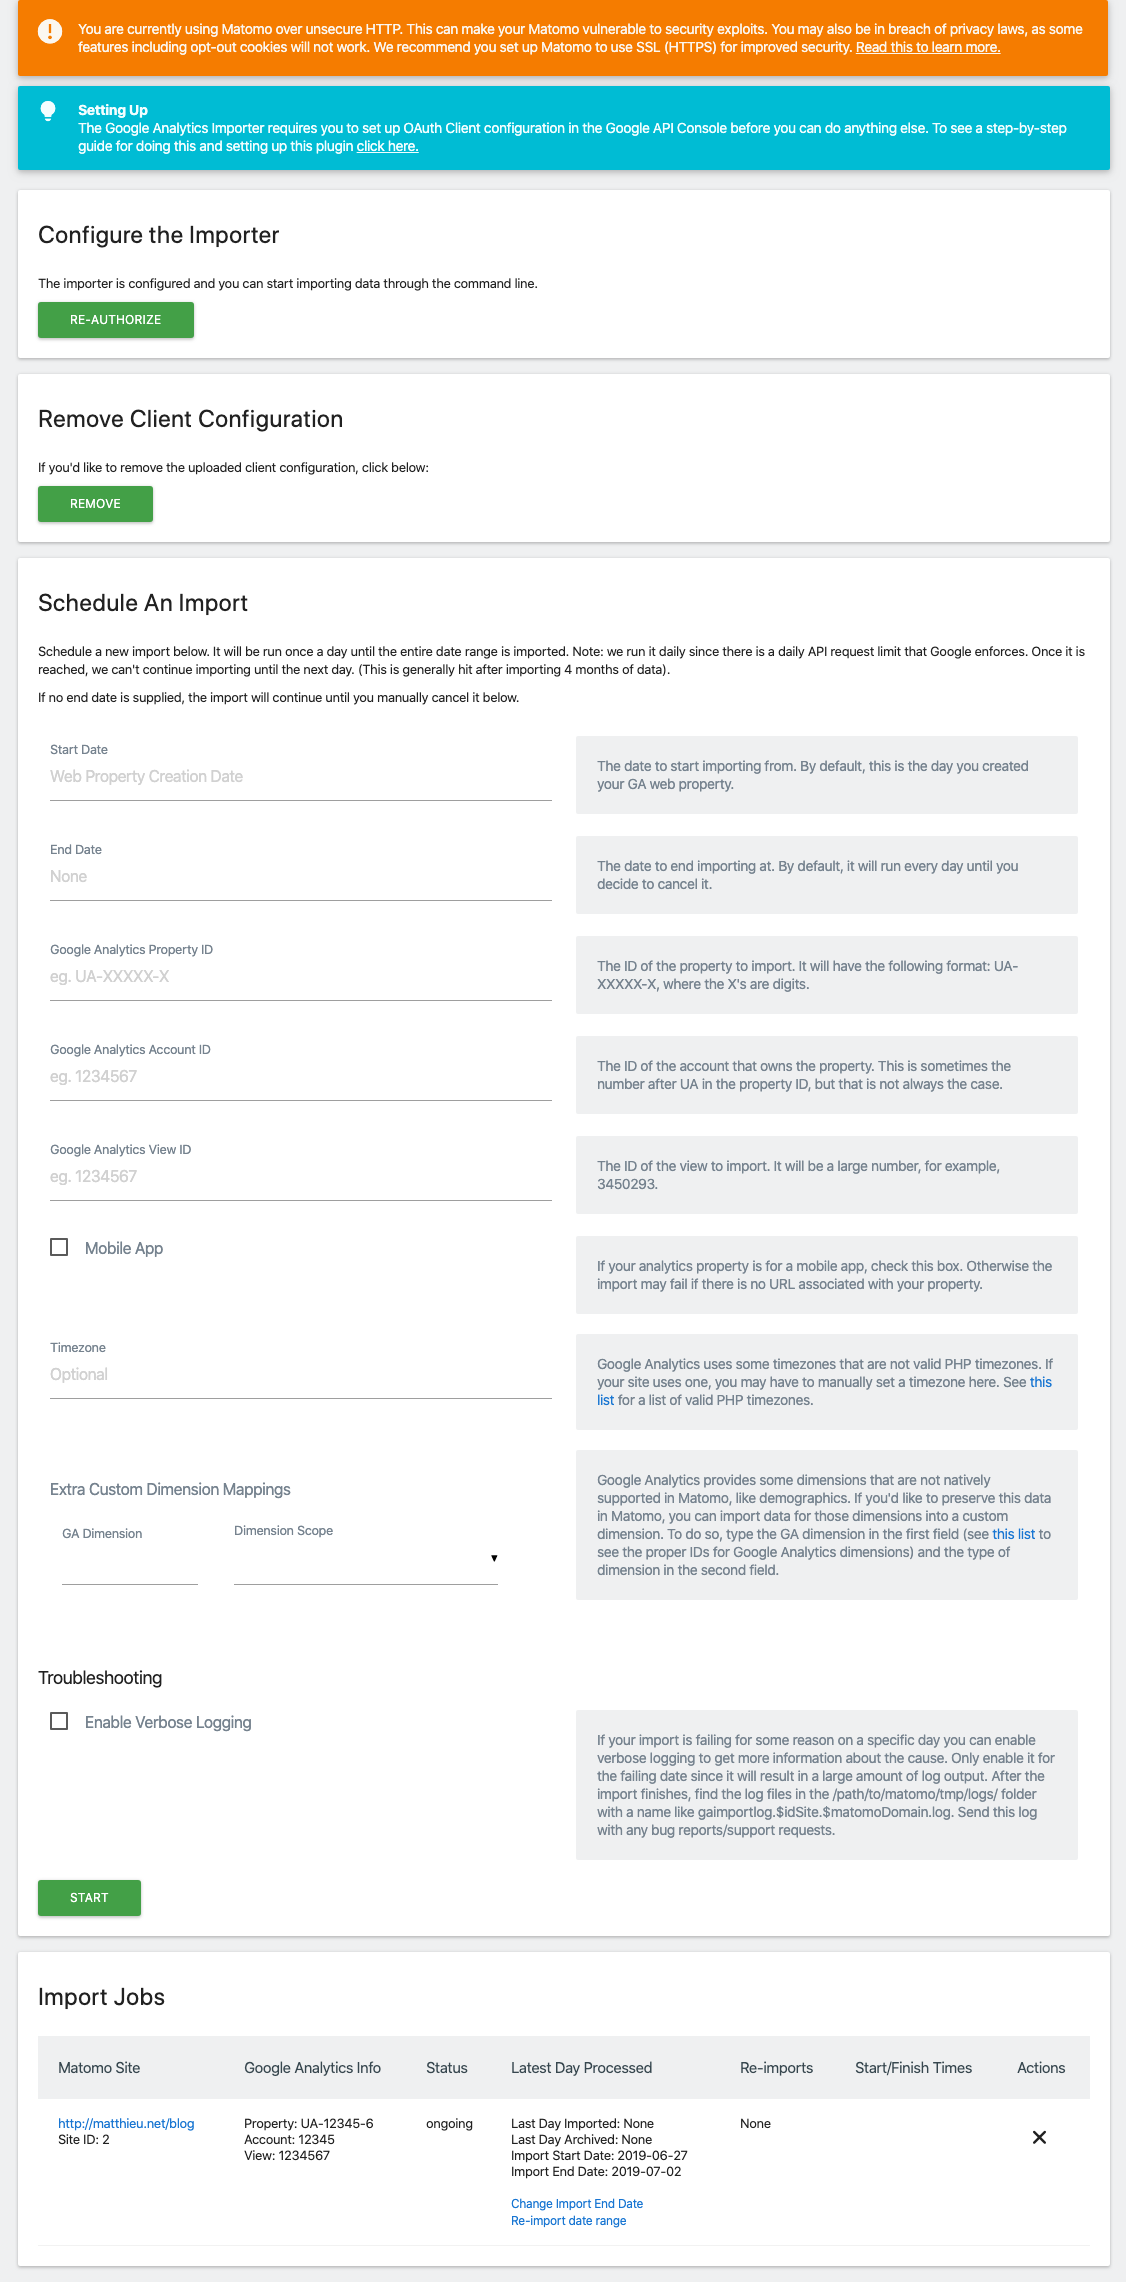 You are currently using Matomo over unsecure HTTP. This can make your Matomo vulnerable to security exploits. You may also be in breach of privacy laws, as some
features including opt-out cookies will not work. We recommend you set up Matomo to use SSL (HTTPS) for improved security. Read this to learn more.
Setting Up
The Google Analytics Importer requires you to set up OAuth Client configuration in the Google API Console before you can do anything else. To see a step-by-step
guide for doing this and setting up this plugin click here.
Configure the Importer
The importer is configured and you can start importing data through the command line.
RE-AUTHORIZE
Remove Client Configuration
If you'd like to remove the uploaded client configuration, click below:
REMOVE
Schedule An Import
Schedule a new import below. It will be run once a day until the entire date range is imported. Note: we run it daily since there is a daily API request limit that Google enforces. Once it is
reached, we can't continue importing until the next day. (This is generally hit after importing 4 months of data).
If no end date is supplied, the import will continue until you manually cancel it below.
Start Date
Web Property Creation Date
The date to start importing from. By default, this is the day you created
your GA web property.
End Date
None
The date to end importing at. By default, it will run every day until you
decide to cancel it.
Google Analytics Property ID
eg. UA-XXXXX-X
The ID of the property to import. It will have the following format: UA-
XXXXX-X, where the X's are digits.
Google Analytics Account ID
eg. 1234567
The ID of the account that owns the property. This is sometimes the
number after UA in the property ID, but that is not always the case.
Google Analytics View ID
eg. 1234567
The ID of the view to import. It will be a large number, for example,
3450293.
Mobile App
If your analytics property is for a mobile app, check this box. Otherwise the
import may fail if there is no URL associated with your property.
Timezone
Optional
Google Analytics uses some timezones that are not valid PHP timezones. If
your site uses one, you may have to manually set a timezone here. See this
list for a list of valid PHP timezones.
Extra Custom Dimension Mappings
GA Dimension
Dimension Scope
Google Analytics provides some dimensions that are not natively
supported in Matomo, like demographics. If you'd like to preserve this data
in Matomo, you can import data for those dimensions into a custom
dimension. To do so, type the GA dimension in the first field (see this list to
see the proper IDs for Google Analytics dimensions) and the type of
dimension in the second field.
Troubleshooting
Enable Verbose Logging
If your import is failing for some reason on a specific day you can enable
verbose logging to get more information about the cause. Only enable it for
the failing date since it will result in a large amount of log output. After the
import finishes, find the log files in the /path/to/matomo/tmp/logs/ folder
with a name like gaimportlog.$idSite.$matomoDomain.log. Send this log
with any bug reports/support requests.
START
Import Jobs
Matomo Site Google Analytics Info Status Latest Day Processed Re-imports Start/Finish Times Actions
http://matthieu.net/blog
Site ID: 2
Property: UA-12345-6
Account: 12345
View: 1234567
ongoing
Last Day Imported: None
Last Day Archived: None
Import Start Date: 2019-06-27
Import End Date: 2019-07-02
Change Import End Date
Re-import date range
None